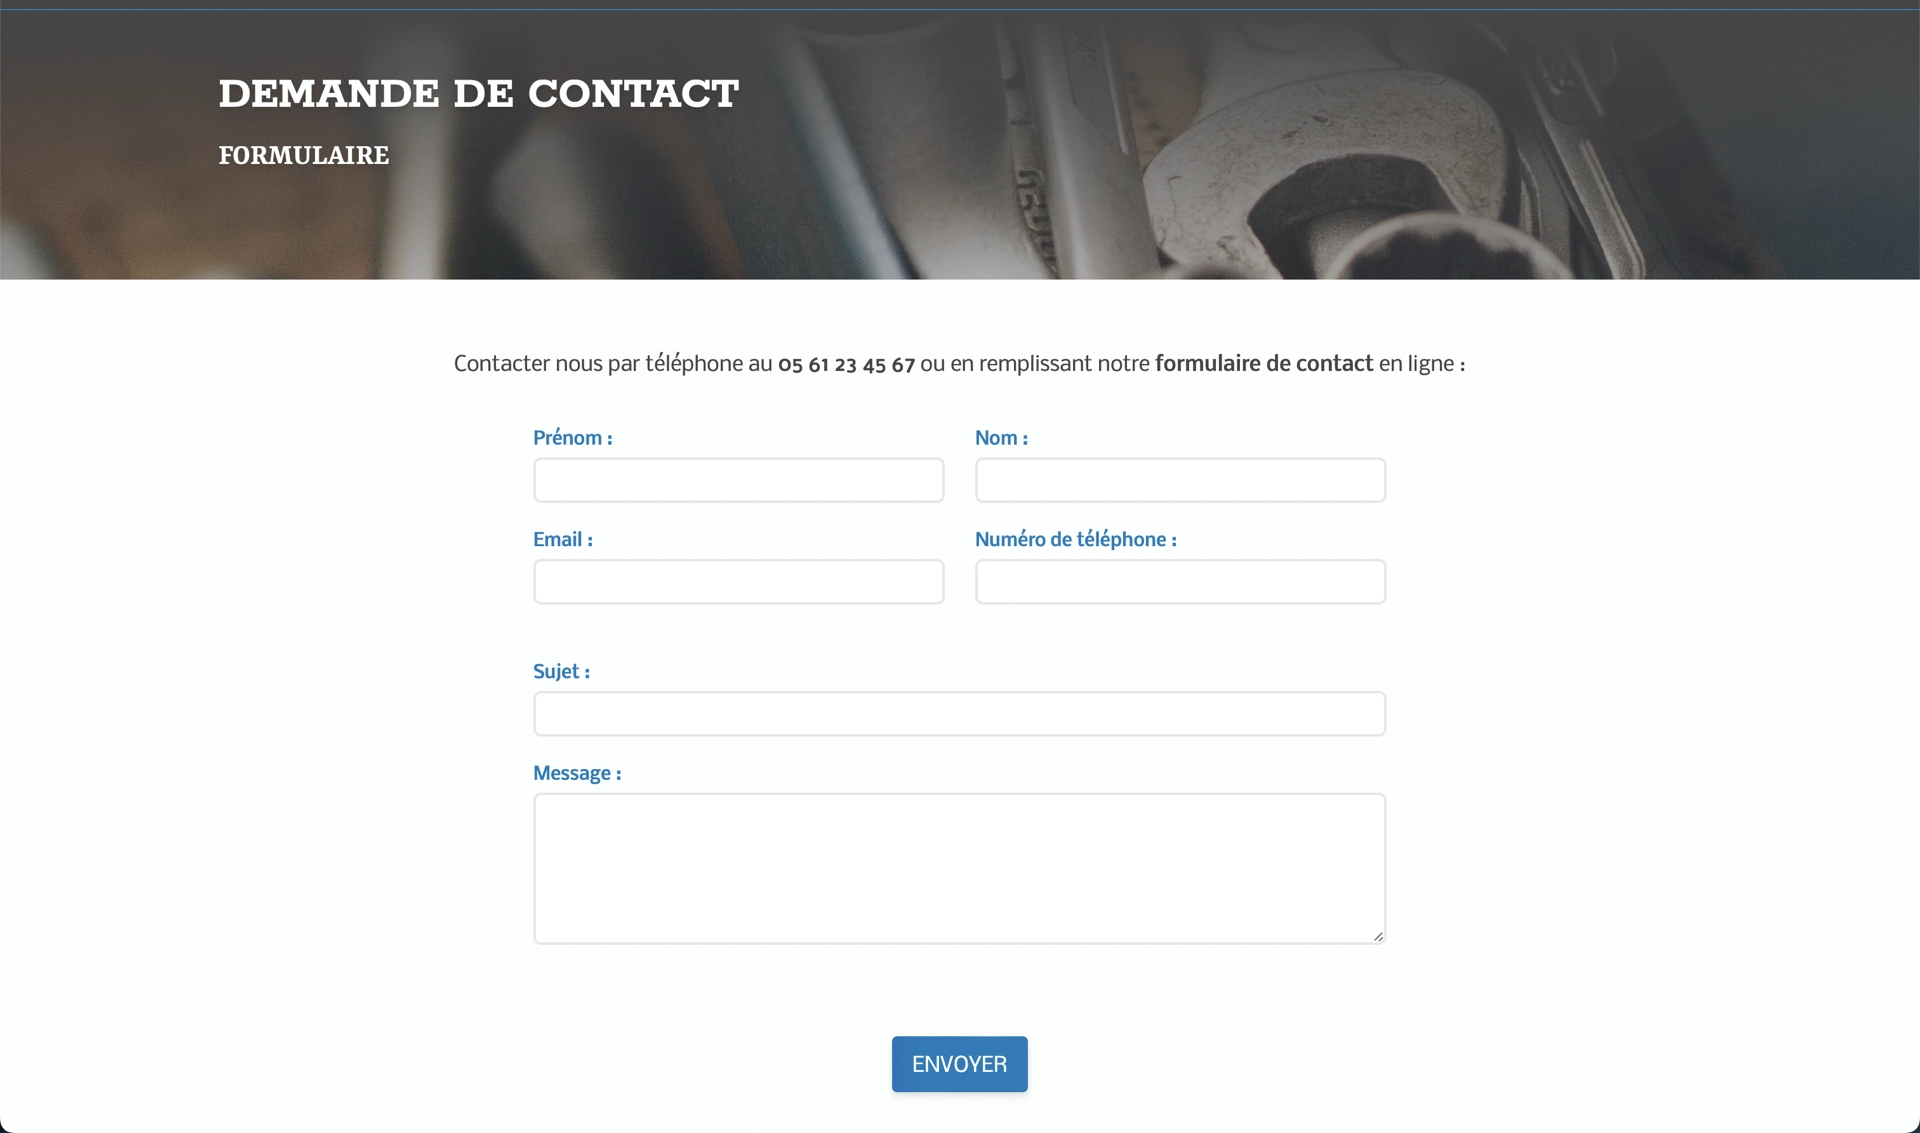 DEMANDE DE CONTACT
FORMULAIRE
Contacter nous par téléphone au 05 61 23 45 67 ou en remplissant notre formulaire de contact en ligne :
Prénom :
Nom :
Email :
Numéro de téléphone :
Sujet :
Message :
ENVOYER